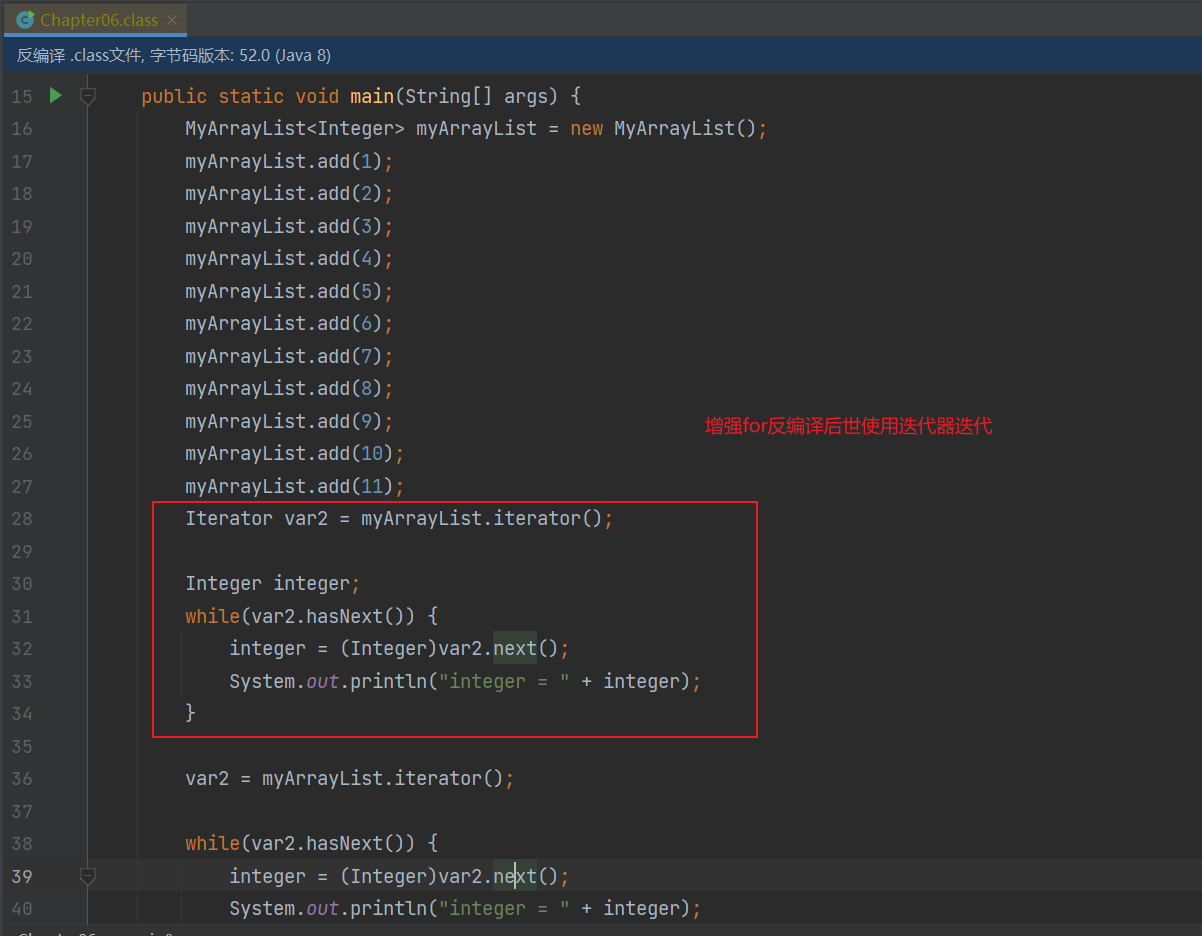 Chapter06.class
反编译 .class文件, 字节码版本: 52.0 (Java 8)
15 public static void main(String[] args) {
16 MyArrayList<Integer> myArrayList = new MyArrayList();
17 myArrayList.add(1);
18 myArrayList.add(2);
19 myArrayList.add(3);
20 myArrayList.add(4);
21 myArrayList.add(5);
22 myArrayList.add(6);
23 myArrayList.add(7);
24 myArrayList.add(8);
25 myArrayList.add(9);
增强for反编译后世使用迭代器迭代
26 myArrayList.add(10);
27 myArrayList.add(11);
28 Iterator var2 = myArrayList.iterator();
29
30 Integer integer;
31 while(var2.hasNext()) {
32 integer = (Integer)var2.next();
33 System.out.println("integer = " + integer);
34 }
35
36 var2 = myArrayList.iterator();
37
38 while(var2.hasNext()) {
39 integer = (Integer)var2.next();
40 System.out.println("integer = " + integer);